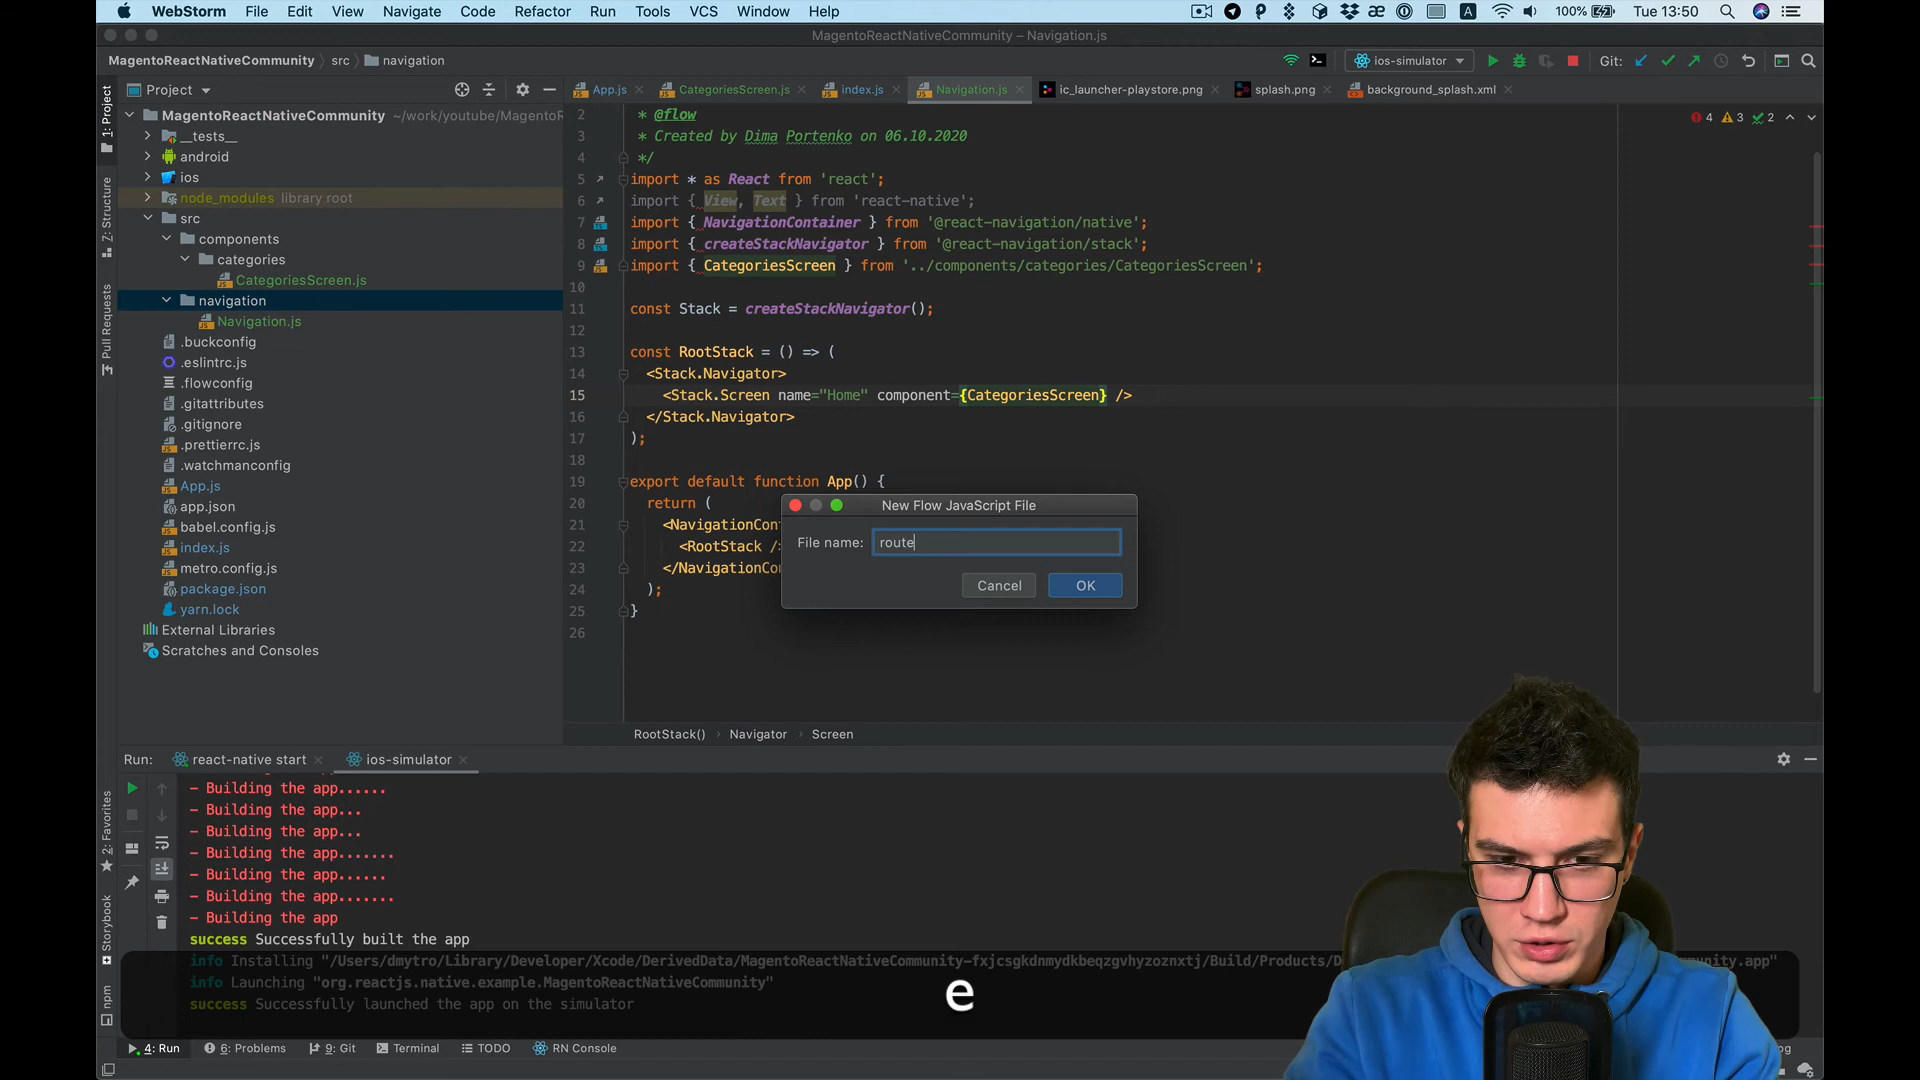 WebStorm File Edit View Navigate Code Refactor Run Tools VCS Window Help 100% Tue 13:50
MagentoReactNativeCommunity – Navigation.js
MagentoReactNativeCommunity src navigation ios-simulator Git:
Project
App.js CategoriesScreen.js index.js Navigation.js ic_launcher-playstore.png splash.png background_splash.xml
1: Project
Z: Structure
Pull Requests
2: Favorites
Storybook
npm
MagentoReactNativeCommunity ~/work/youtube/MagentoR
__tests__
android
ios
node_modules library root
src
components
categories
CategoriesScreen.js
navigation
Navigation.js
.buckconfig
.eslintrc.js
.flowconfig
.gitattributes
.gitignore
.prettierrc.js
.watchmanconfig
App.js
app.json
babel.config.js
index.js
metro.config.js
package.json
yarn.lock
External Libraries
Scratches and Consoles
4 3 2
2 * @flow
3 * Created by Dima Portenko on 06.10.2020
4 */
5 import * as React from 'react';
6 import { View, Text } from 'react-native';
7 import { NavigationContainer } from '@react-navigation/native';
8 import { createStackNavigator } from '@react-navigation/stack';
9 import { CategoriesScreen } from '../components/categories/CategoriesScreen';
10
11 const Stack = createStackNavigator();
12
13 const RootStack = () => (
14 <Stack.Navigator>
15 <Stack.Screen name="Home" component={CategoriesScreen} />
16 </Stack.Navigator>
17 );
18
19 export default function App() {
20 return (
21 <NavigationCont
22 <RootStack />
23 </NavigationCon
24 );
25 }
26
New Flow JavaScript File
File name: route
Cancel OK
RootStack() Navigator Screen
Run: react-native start ios-simulator
- Building the app......
- Building the app...
- Building the app...
- Building the app.......
- Building the app......
- Building the app.......
- Building the app
success Successfully built the app
info Installing "/Users/dmytro/Library/Developer/Xcode/DerivedData/MagentoReactNativeCommunity-fxjcsgkdnmydkbeqzgvhyzoznxtj/Build/Products/D munity.app"
info Launching "org.reactjs.native.example.MagentoReactNativeCommunity"
success Successfully launched the app on the simulator
e
4: Run 6: Problems 9: Git Terminal TODO RN Console